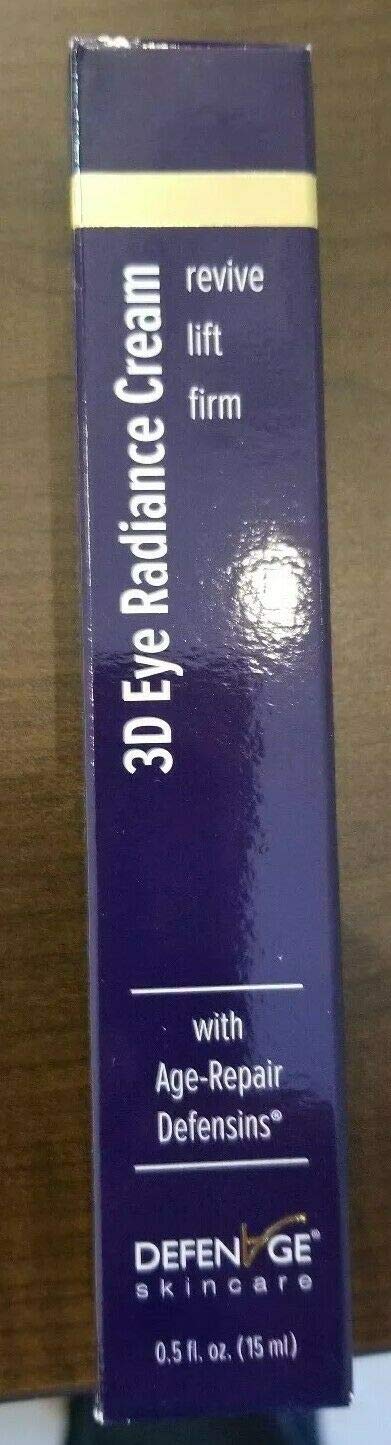 3D Eye Radiance Cream
revive
lift
firm
with
Age-Repair
Defensins®
DEFENAGE®
skincare
0.5 fl. oz. (15 ml)